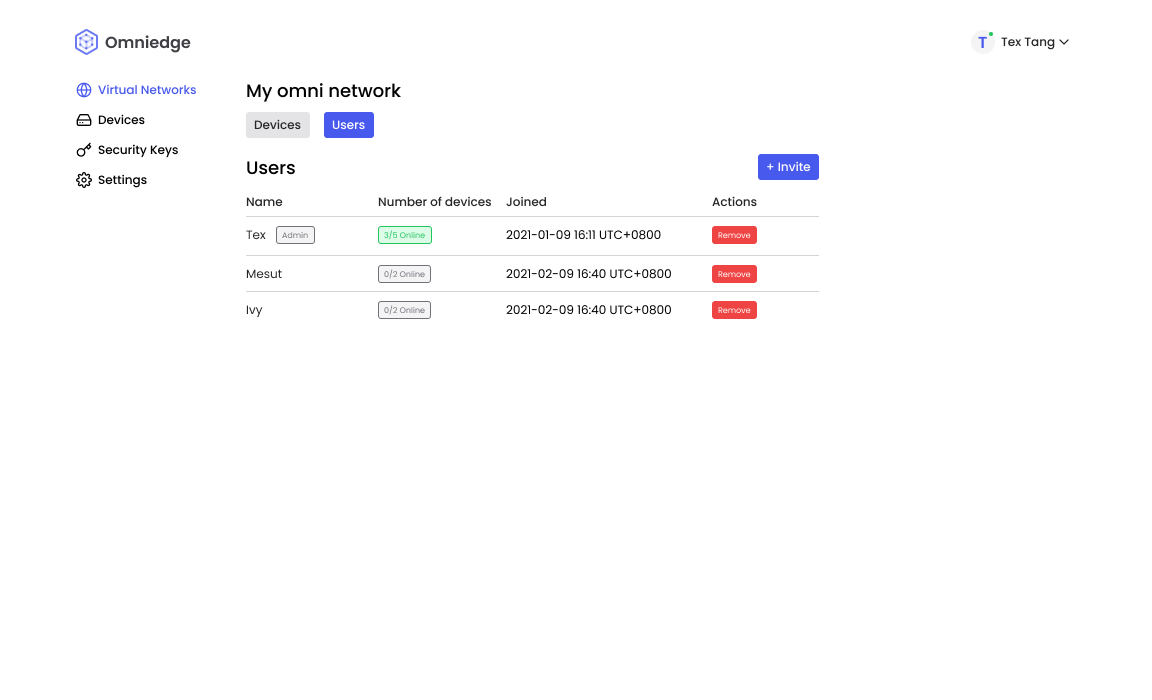 Omniedge
T Tex Tang
Virtual Networks
Devices
Security Keys
Settings
My omni network
Devices Users
Users + Invite
Name Number of devices Joined Actions
Tex Admin 3/5 Online 2021-01-09 16:11 UTC+0800 Remove
Mesut 0/2 Online 2021-02-09 16:40 UTC+0800 Remove
Ivy 0/2 Online 2021-02-09 16:40 UTC+0800 Remove